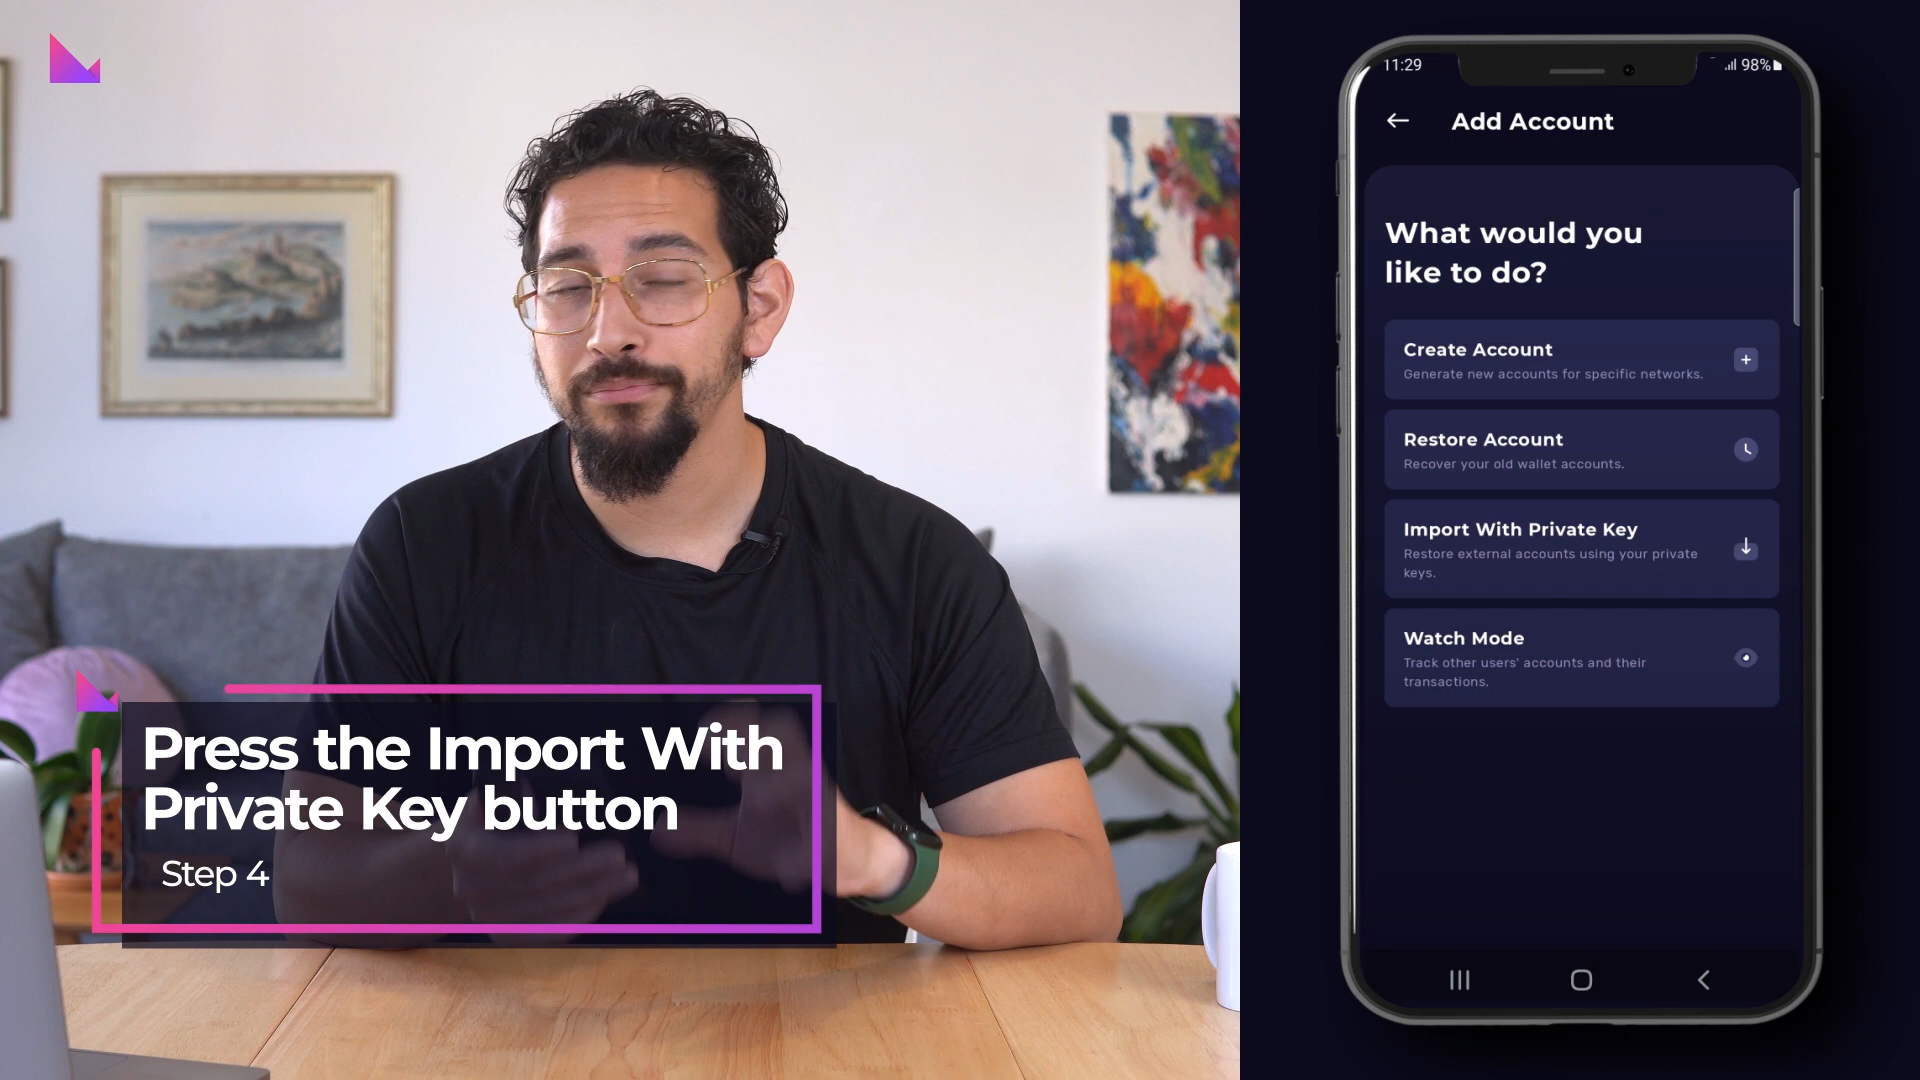 Press the Import With
Private Key button
Step 4
11:29
98%
Add Account
What would you
like to do?
Create Account
Generate new accounts for specific networks.
Restore Account
Recover your old wallet accounts.
Import With Private Key
Restore external accounts using your private
keys.
Watch Mode
Track other users' accounts and their
transactions.